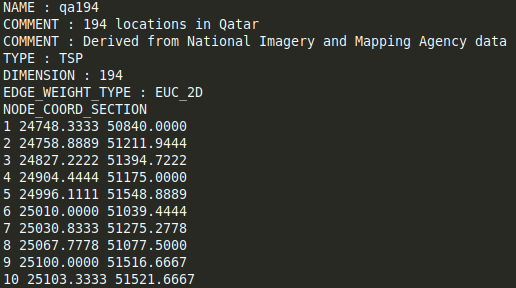 NAME : qa194
COMMENT : 194 locations in Qatar
COMMENT : Derived from National Imagery and Mapping Agency data
TYPE : TSP
DIMENSION : 194
EDGE_WEIGHT_TYPE : EUC_2D
NODE_COORD_SECTION
1 24748.3333 50840.0000
2 24758.8889 51211.9444
3 24827.2222 51394.7222
4 24904.4444 51175.0000
5 24996.1111 51548.8889
6 25010.0000 51039.4444
7 25030.8333 51275.2778
8 25067.7778 51077.5000
9 25100.0000 51516.6667
10 25103.3333 51521.6667